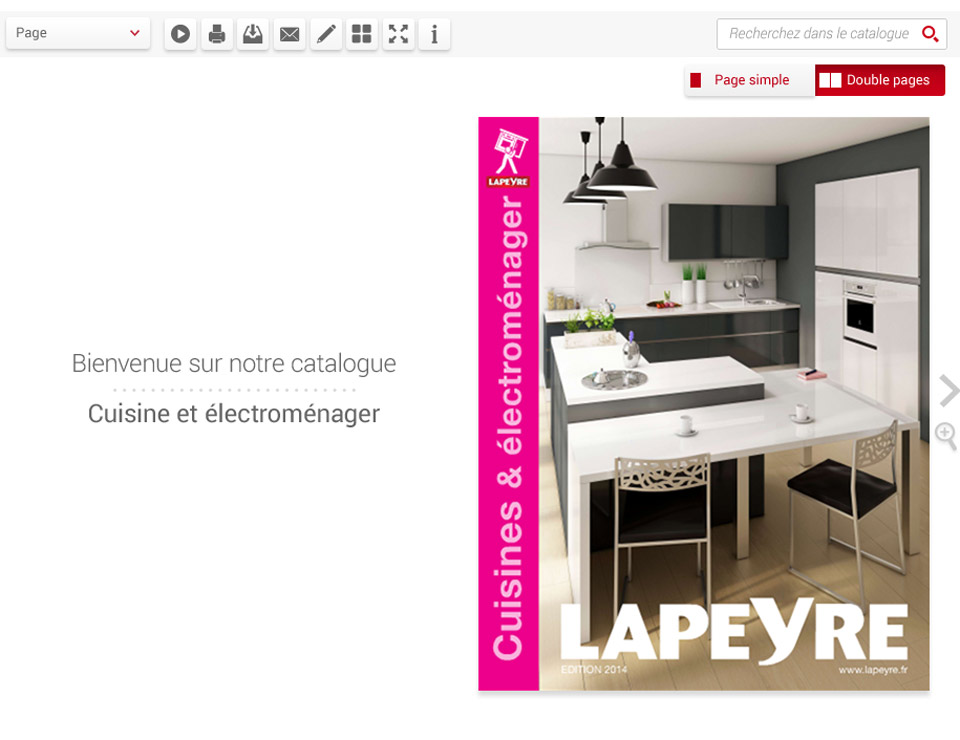 Page
Recherchez dans le catalogue
Page simple
Double pages
Bienvenue sur notre catalogue
Cuisine et électroménager
LAPEYRE
Cuisines & électroménager
LAPEYRE
EDITION 2014
www.lapeyre.fr